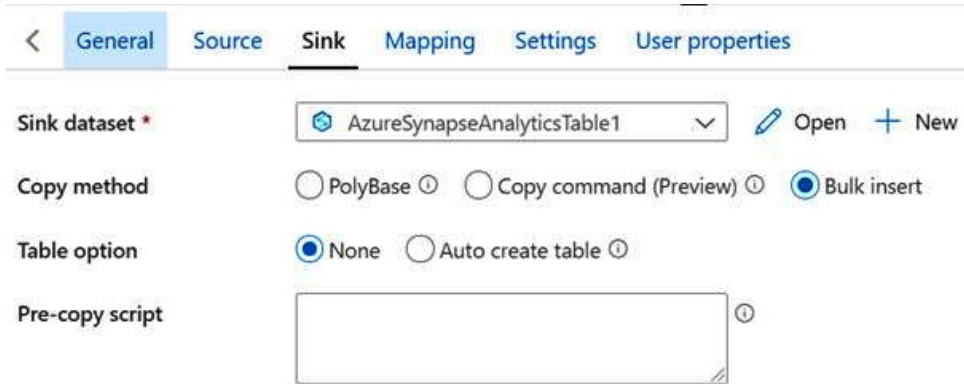 General Source Sink Mapping Settings User properties
Sink dataset * AzureSynapseAnalyticsTable1 Open New
Copy method PolyBase Copy command (Preview) Bulk insert
Table option None Auto create table
Pre-copy script